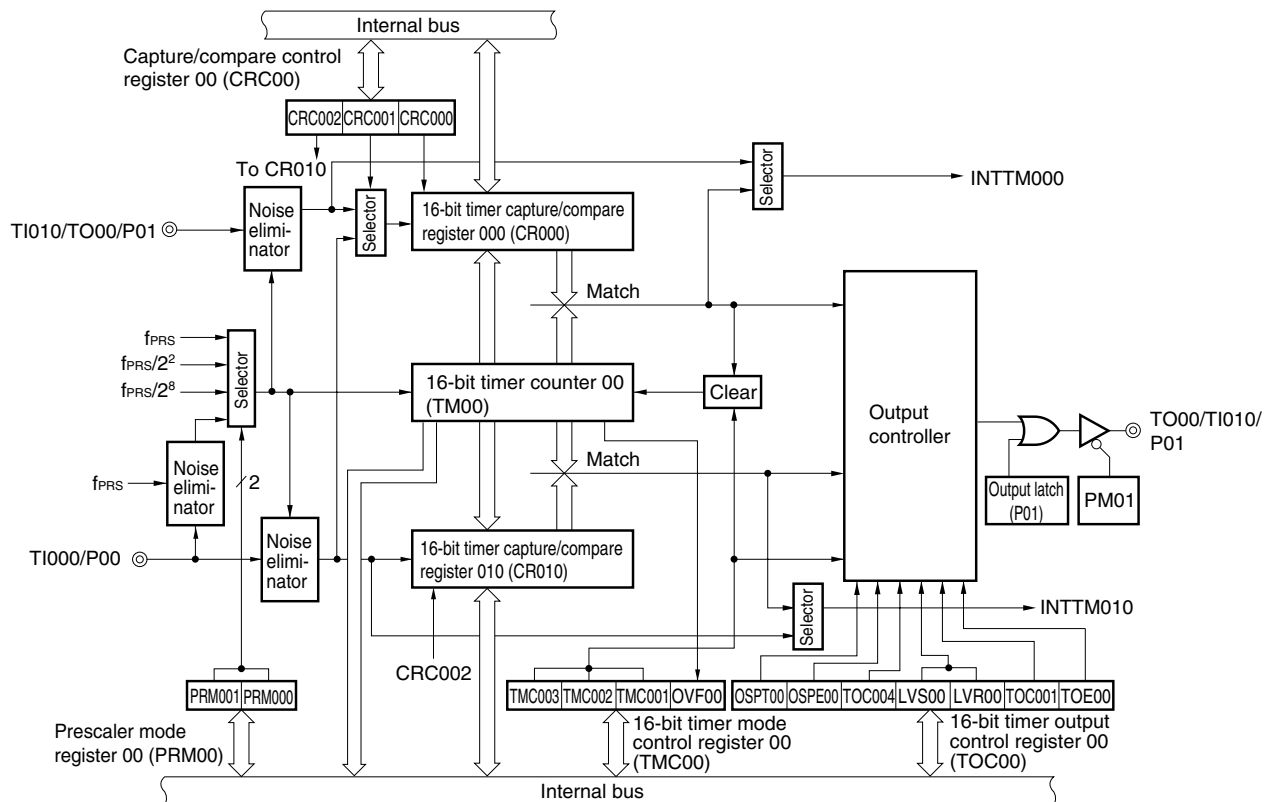 Internal bus
Capture/compare control
register 00 (CRC00)
CRC002 CRC001 CRC000
To CR010
Selector
INTTM000
TI010/TO00/P01
Noise
elimi-
nator
Selector
16-bit timer capture/compare
register 000 (CR000)
Match
fPRS
fPRS/2²
fPRS/2⁸
Selector
16-bit timer counter 00
(TM00)
Clear
Output
controller
TO00/TI010/
P01
Match
Output latch
(P01)
PM01
fPRS
Noise
elimi-
nator
2
TI000/P00
Noise
elimi-
nator
16-bit timer capture/compare
register 010 (CR010)
Selector
INTTM010
CRC002
PRM001 PRM000
TMC003 TMC002 TMC001 OVF00
OSPT00 OSPE00 TOC004 LVS00 LVR00 TOC001 TOE00
Prescaler mode
register 00 (PRM00)
16-bit timer mode
control register 00
(TMC00)
16-bit timer output
control register 00
(TOC00)
Internal bus